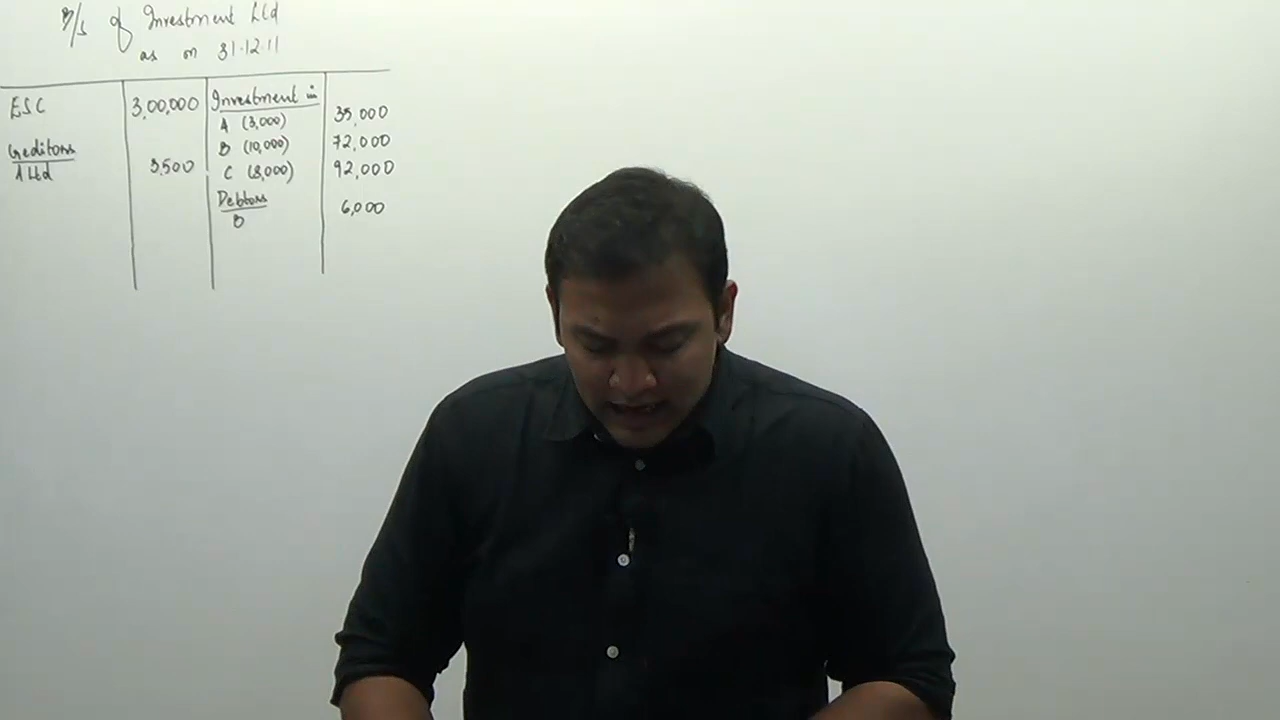 B/S of Investment Ltd
as on 31.12.11
ESC 3,00,000 Investment in
A (3,000) 35,000
Creditors B (10,000) 72,000
A Ltd 3,500 C (8,000) 92,000
Debtors
B 6,000